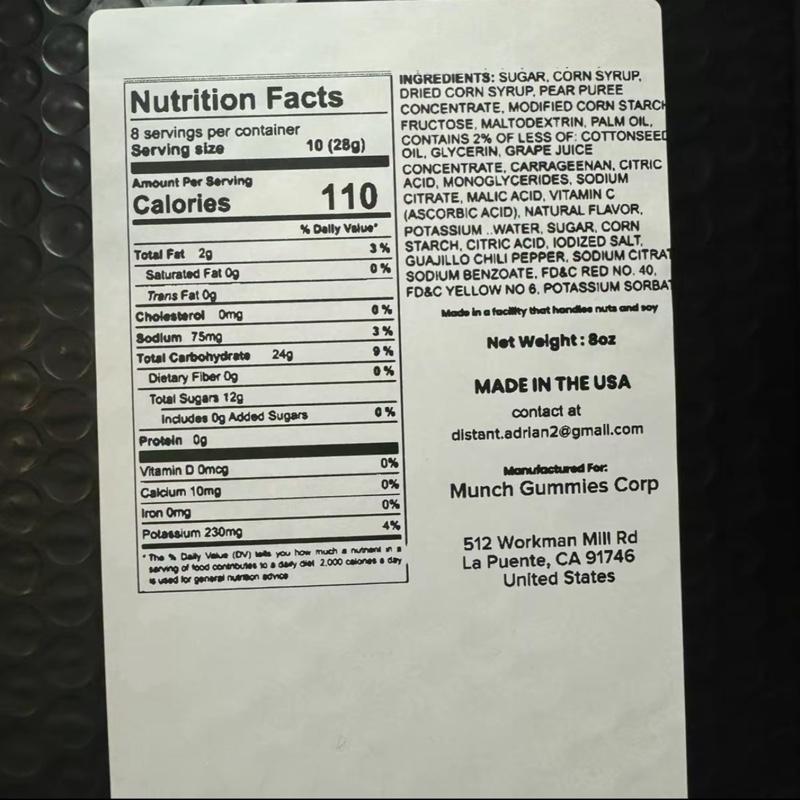 Nutrition Facts
8 servings per container
Serving size 10 (28g)
Amount Per Serving
Calories 110
% Daily Value*
Total Fat 2g 3%
Saturated Fat 0g 0%
Trans Fat 0g
Cholesterol 0mg 0%
Sodium 75mg 3%
Total Carbohydrate 24g 9%
Dietary Fiber 0g 0%
Total Sugars 12g
Includes 0g Added Sugars 0%
Protein 0g
Vitamin D 0mcg 0%
Calcium 10mg 0%
Iron 0mg 0%
Potassium 230mg 4%
* The % Daily Value (DV) tells you how much a nutrient in a
serving of food contributes to a daily diet 2,000 calories a day
is used for general nutrition advice
INGREDIENTS: SUGAR, CORN SYRUP,
DRIED CORN SYRUP, PEAR PUREE
CONCENTRATE, MODIFIED CORN STARCH
FRUCTOSE, MALTODEXTRIN, PALM OIL,
CONTAINS 2% OF LESS OF: COTTONSEED
OIL, GLYCERIN, GRAPE JUICE
CONCENTRATE, CARRAGEENAN, CITRIC
ACID, MONOGLYCERIDES, SODIUM
CITRATE, MALIC ACID, VITAMIN C
(ASCORBIC ACID), NATURAL FLAVOR,
POTASSIUM ..WATER, SUGAR, CORN
STARCH, CITRIC ACID, IODIZED SALT,
GUAJILLO CHILI PEPPER, SODIUM CITRAT
SODIUM BENZOATE, FD&C RED NO. 40,
FD&C YELLOW NO 6, POTASSIUM SORBAT
Made in a facility that handles nuts and soy
Net Weight : 8oz
MADE IN THE USA
contact at
distant.adrian2@gmail.com
Manufactured For:
Munch Gummies Corp
512 Workman Mill Rd
La Puente, CA 91746
United States